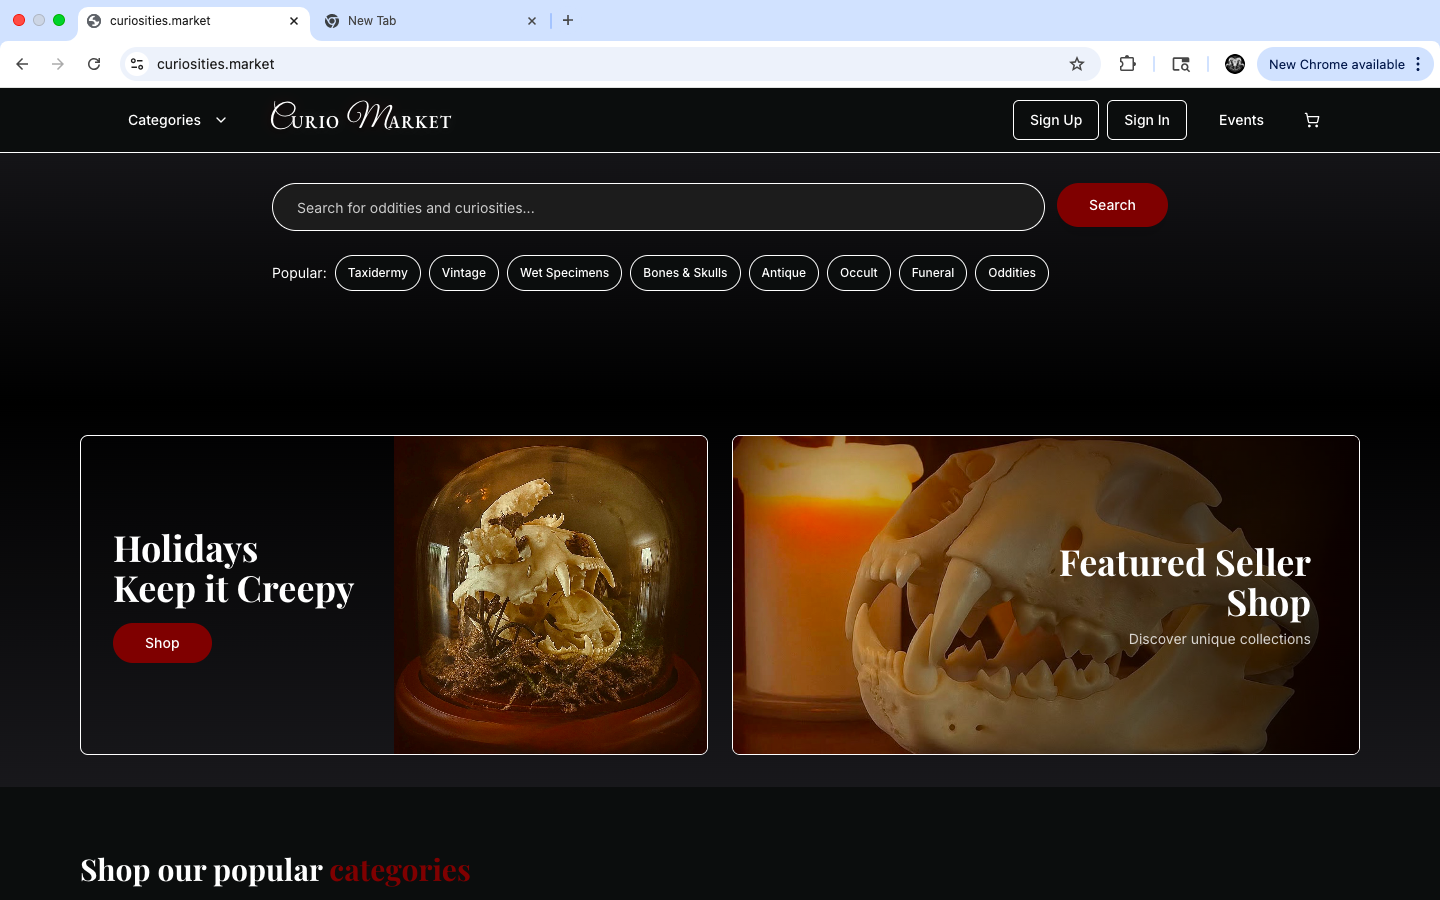 curiosities.market
New Tab
curiosities.market
New Chrome available
Categories
Curio Market
Sign Up
Sign In
Events
Search for oddities and curiosities...
Search
Popular:
Taxidermy
Vintage
Wet Specimens
Bones & Skulls
Antique
Occult
Funeral
Oddities
Holidays
Keep it Creepy
Shop
Featured Seller
Shop
Discover unique collections
Shop our popular categories